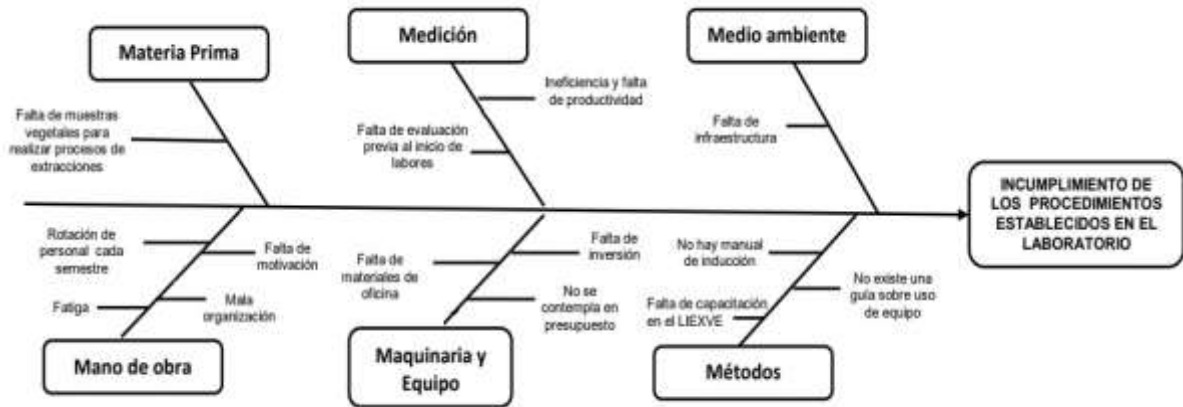 Materia Prima
Medición
Medio ambiente
Falta de muestras
vegetales para
realizar procesos de
extracciones
Ineficiencia y falta
de productividad
Falta de evaluación
previa al inicio de
labores
Falta de
infraestructura
INCUMPLIMIENTO DE
LOS PROCEDIMIENTOS
ESTABLECIDOS EN EL
LABORATORIO
Rotación de
personal cada
semestre
Falta de
motivación
Fatiga
Mala
organización
Falta de
inversión
Falta de
materiales de
oficina
No se
contempla en
presupuesto
No hay manual
de inducción
No existe una
guía sobre uso
de equipo
Falta de capacitación
en el LIEXVE
Mano de obra
Maquinaria y
Equipo
Métodos